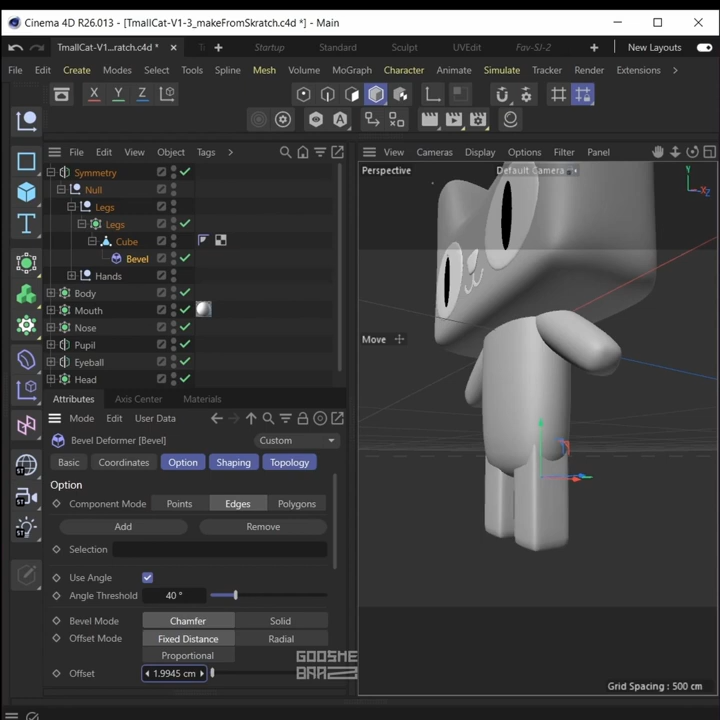 Cinema 4D R26.013 - [TmallCat-V1-3_makeFromSkratch.c4d *] - Main
TmallCat-V1...ratch.c4d *
Startup
Standard
Sculpt
UVEdit
Fav-SJ-2
New Layouts
File Edit Create Modes Select Tools Spline Mesh Volume MoGraph Character Animate Simulate Tracker Render Extensions
X Y Z
File Edit View Object Tags
View Cameras Display Options Filter Panel
Symmetry
Null
Legs
Legs
Cube
Bevel
Hands
Body
Mouth
Nose
Pupil
Eyeball
Head
Perspective
Default Camera
Y
X
Z
Move
Attributes Axis Center Materials
Mode Edit User Data
Bevel Deformer [Bevel]
Custom
Basic Coordinates Option Shaping Topology
Option
Component Mode Points Edges Polygons
Add Remove
Selection
Use Angle
Angle Threshold 40 °
Bevel Mode Chamfer Solid
Offset Mode Fixed Distance Radial
Proportional
Offset 1.9945 cm
GOOSHE
BAAZ
Grid Spacing : 500 cm
ST
ST
ST